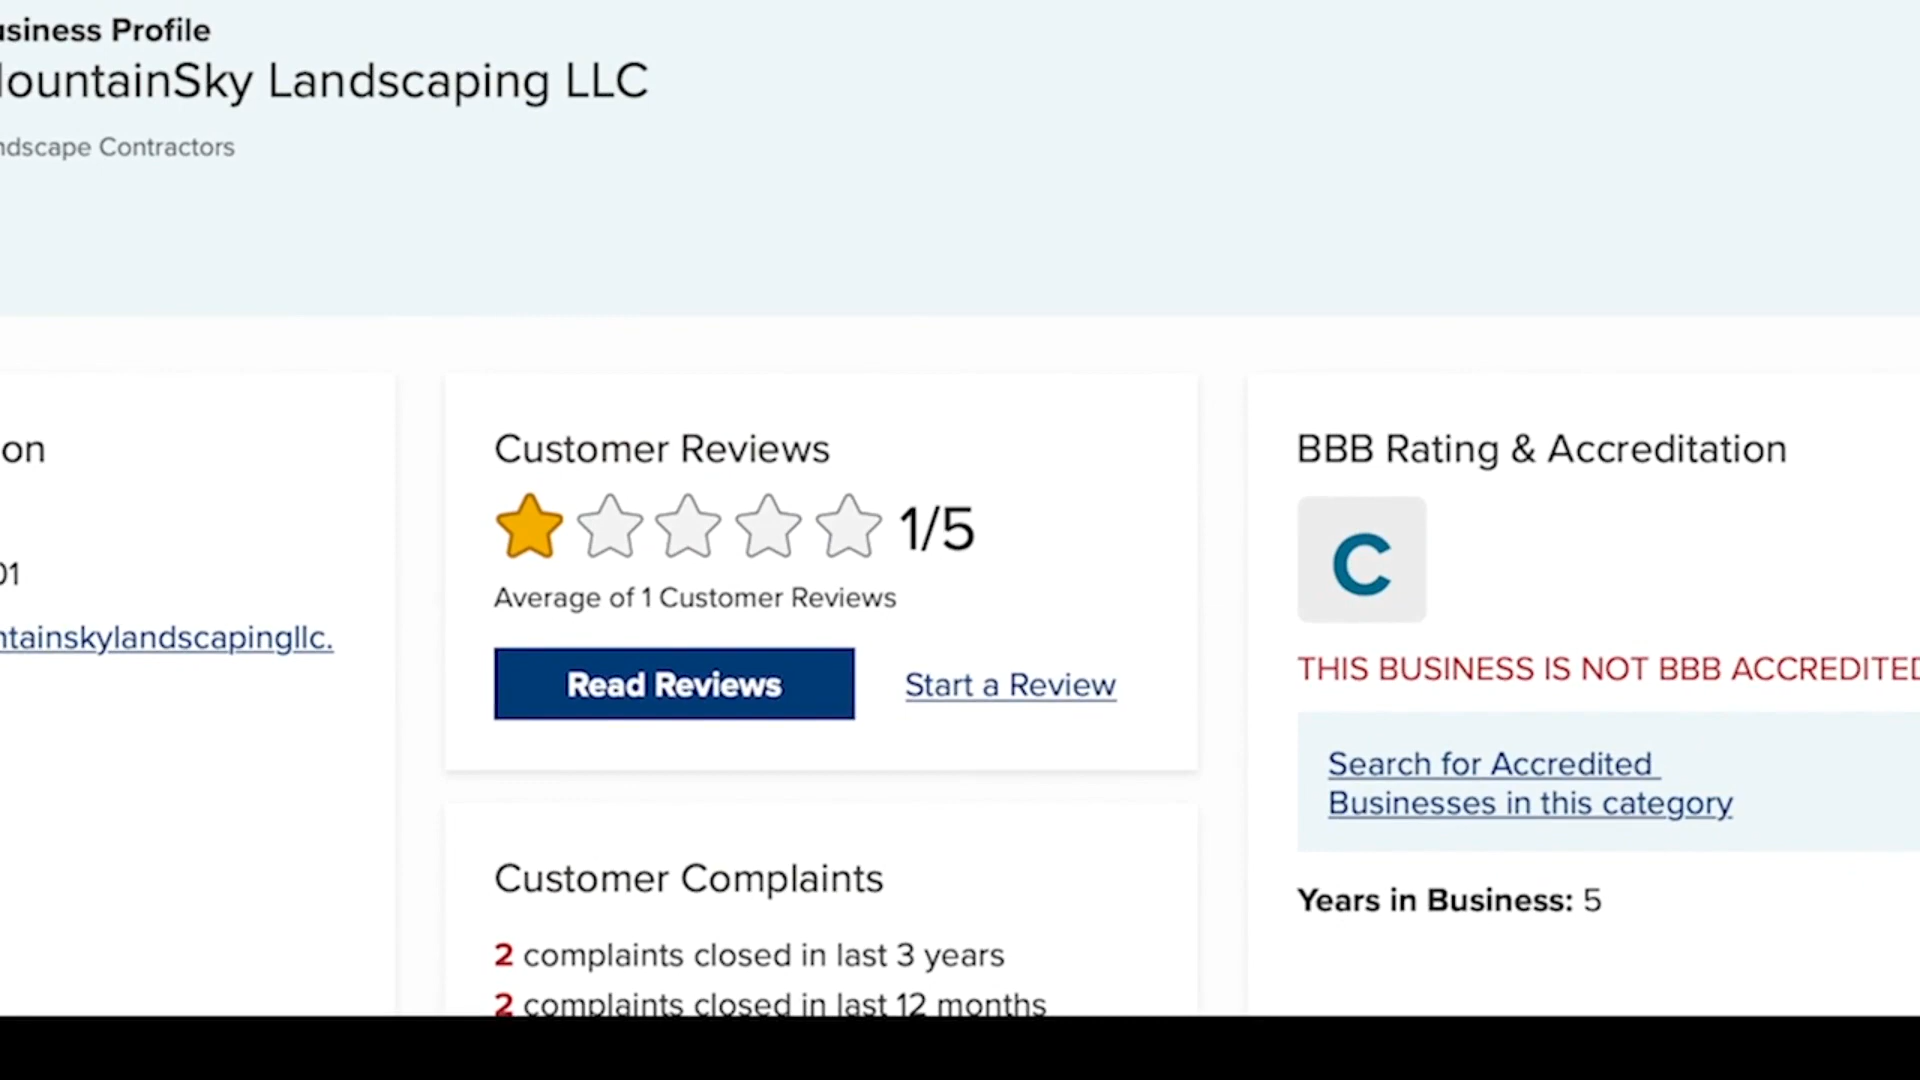 usiness Profile
MountainSky Landscaping LLC
ndscape Contractors
on
01
ntainskylandscapingllc.
Customer Reviews
1/5
Average of 1 Customer Reviews
Read Reviews
Start a Review
Customer Complaints
2 complaints closed in last 3 years
2 complaints closed in last 12 months
BBB Rating & Accreditation
C
THIS BUSINESS IS NOT BBB ACCREDITED
Search for Accredited
Businesses in this category
Years in Business: 5